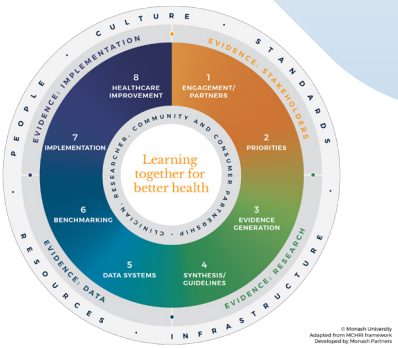 PEOPLE · CULTURE · STANDARDS · INFRASTRUCTURE · RESOURCES ·
EVIDENCE: IMPLEMENTATION
EVIDENCE: STAKEHOLDERS
EVIDENCE: RESEARCH
EVIDENCE: DATA
1
ENGAGEMENT/
PARTNERS
2
PRIORITIES
3
EVIDENCE
GENERATION
4
SYNTHESIS/
GUIDELINES
5
DATA SYSTEMS
6
BENCHMARKING
7
IMPLEMENTATION
8
HEALTHCARE
IMPROVEMENT
CLINICIAN · RESEARCHER · COMMUNITY AND CONSUMER PARTNERSHIP ·
Learning
together for
better health
© Monash University
Adapted from MCHRI framework
Developed by Monash Partners